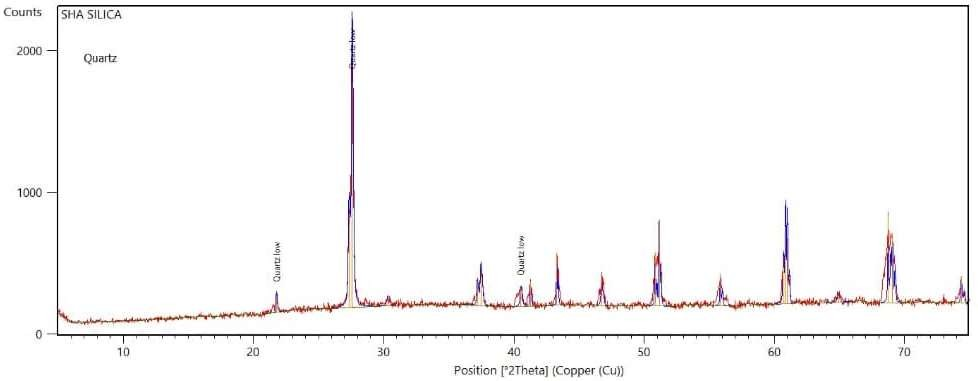 Counts
SHA SILICA
Quartz
Quartz low
Quartz low
Quartz low
2000
1000
0
10 20 30 40 50 60 70
Position [°2Theta] (Copper (Cu))